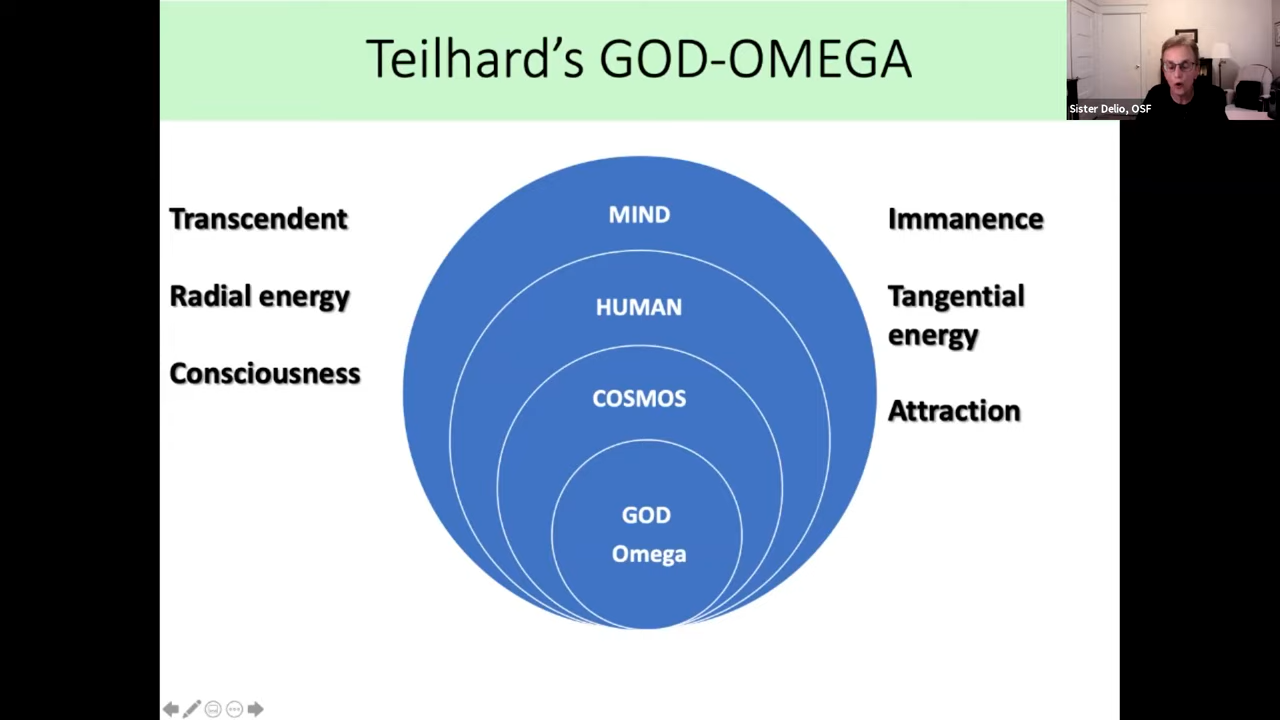 Teilhard's GOD-OMEGA
Sister Delio, OSF
Transcendent
Radial energy
Consciousness
MIND
HUMAN
COSMOS
GOD
Omega
Immanence
Tangential
energy
Attraction